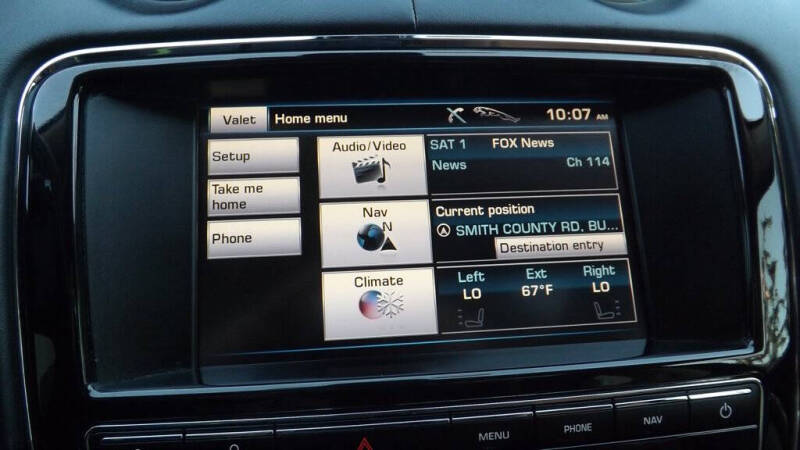 Valet Home menu 10:07 AM
Setup
Take me
home
Phone
Audio/Video
SAT 1 FOX News
News Ch 114
Nav
N
Current position
SMITH COUNTY RD, BU...
Destination entry
Climate
Left Ext Right
LO 67°F LO
MENU PHONE NAV